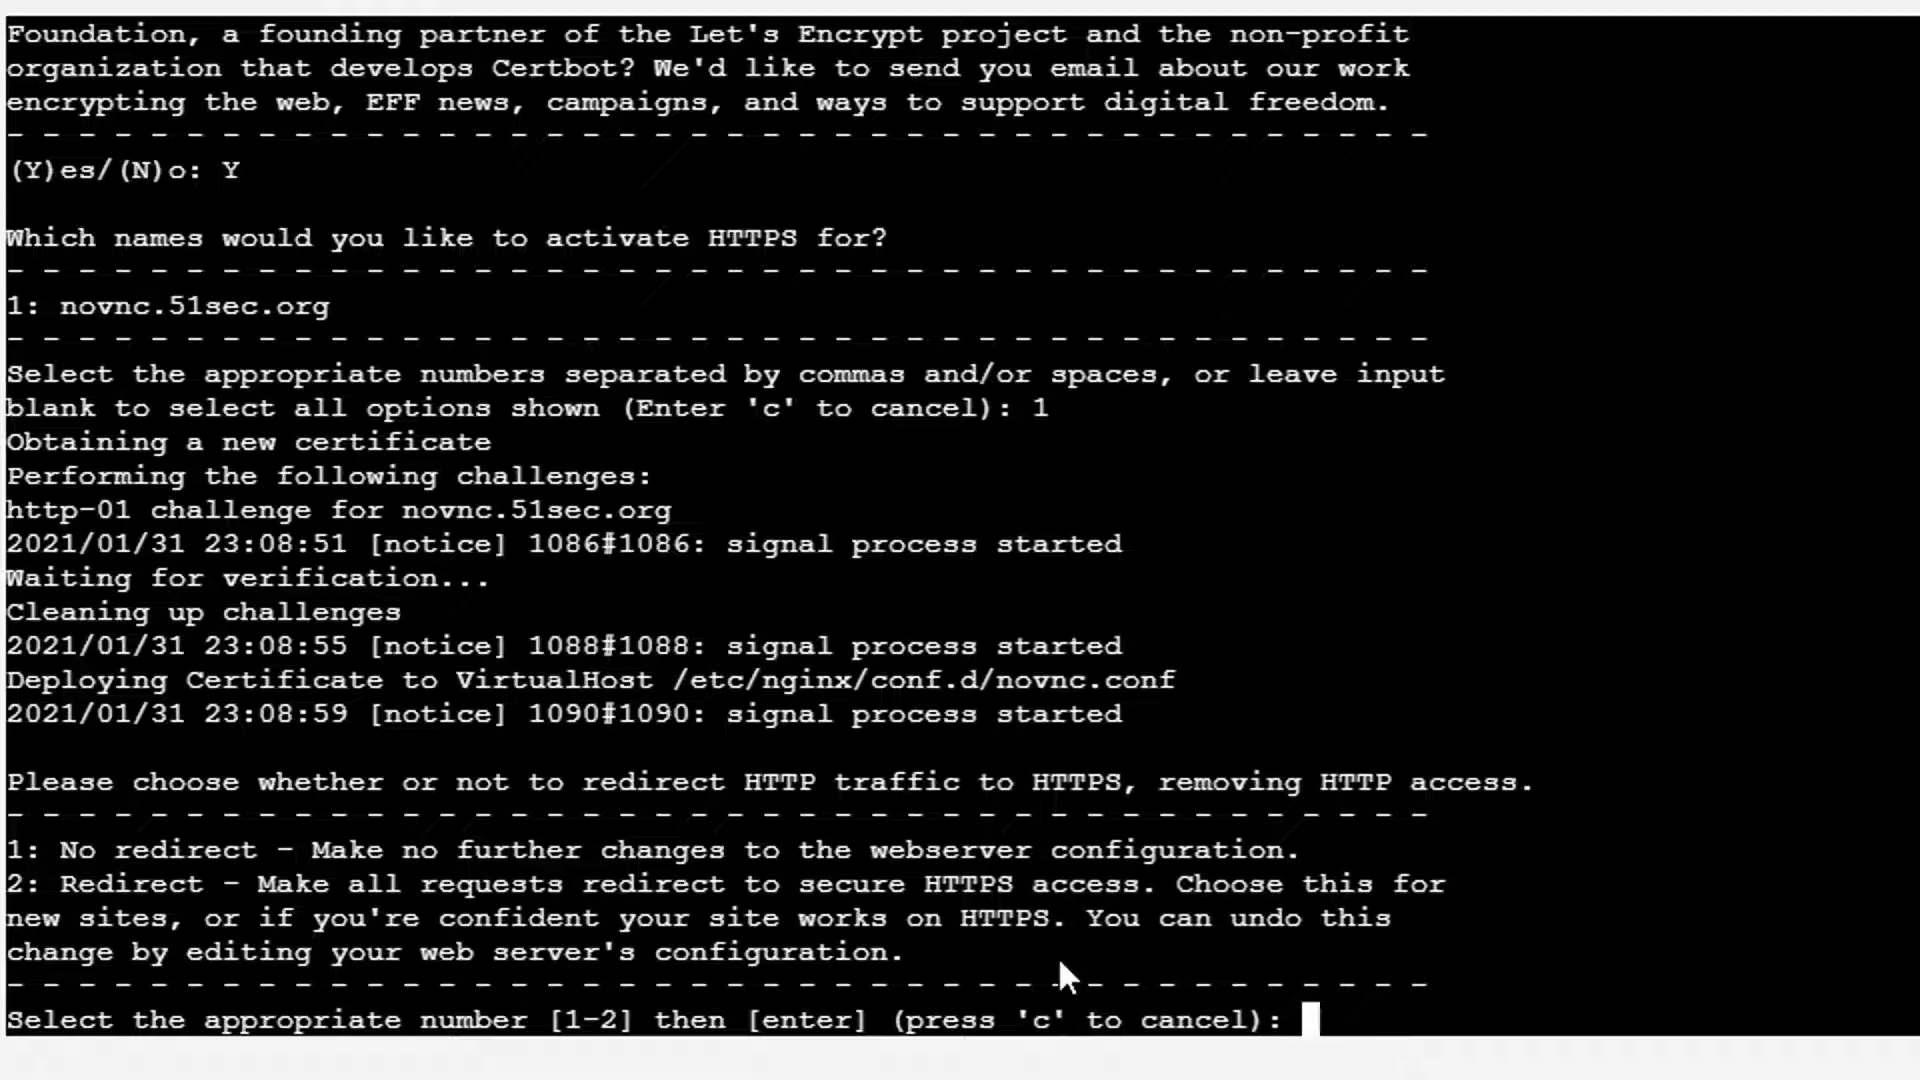 Foundation, a founding partner of the Let's Encrypt project and the non-profit
organization that develops Certbot? We'd like to send you email about our work
encrypting the web, EFF news, campaigns, and ways to support digital freedom.
- - - - - - - - - - - - - - - - - - - - - - - - - - - - - - - - - - - - - - - -
(Y)es/(N)o: Y
Which names would you like to activate HTTPS for?
- - - - - - - - - - - - - - - - - - - - - - - - - - - - - - - - - - - - - - - -
1: novnc.51sec.org
- - - - - - - - - - - - - - - - - - - - - - - - - - - - - - - - - - - - - - - -
Select the appropriate numbers separated by commas and/or spaces, or leave input
blank to select all options shown (Enter 'c' to cancel): 1
Obtaining a new certificate
Performing the following challenges:
http-01 challenge for novnc.51sec.org
2021/01/31 23:08:51 [notice] 1086#1086: signal process started
Waiting for verification...
Cleaning up challenges
2021/01/31 23:08:55 [notice] 1088#1088: signal process started
Deploying Certificate to VirtualHost /etc/nginx/conf.d/novnc.conf
2021/01/31 23:08:59 [notice] 1090#1090: signal process started
Please choose whether or not to redirect HTTP traffic to HTTPS, removing HTTP access.
- - - - - - - - - - - - - - - - - - - - - - - - - - - - - - - - - - - - - - - -
1: No redirect - Make no further changes to the webserver configuration.
2: Redirect - Make all requests redirect to secure HTTPS access. Choose this for
new sites, or if you're confident your site works on HTTPS. You can undo this
change by editing your web server's configuration.
- - - - - - - - - - - - - - - - - - - - - - - - - - - - - - - - - - - - - - - -
Select the appropriate number [1-2] then [enter] (press 'c' to cancel):